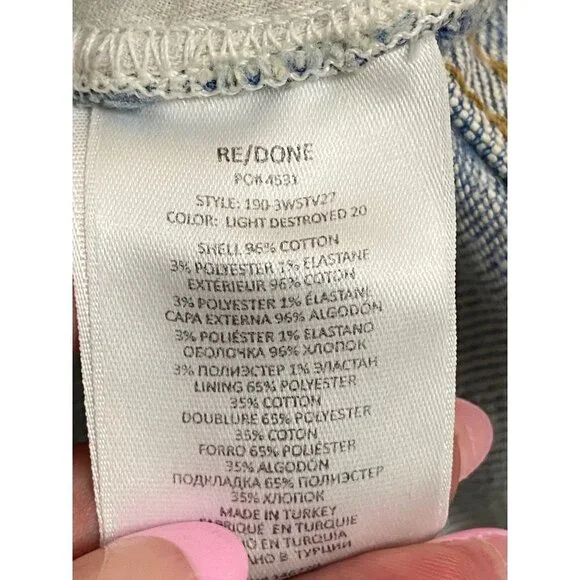 RE/DONE
PO# 4531
STYLE: 190-3WSTV27
COLOR: LIGHT DESTROYED 20
SHELL 96% COTTON
3% POLYESTER 1% ELASTANE
EXTÉRIEUR 96% COTON
3% POLYESTER 1% ÉLASTANE
CAPA EXTERNA 96% ALGODÓN
3% POLIÉSTER 1% ELASTANO
ОБОЛОЧКА 96% ХЛОПОК
3% ПОЛИЭСТЕР 1% ЭЛАСТАН
LINING 65% POLYESTER
35% COTTON
DOUBLURE 65% POLYESTER
35% COTON
FORRO 65% POLIÉSTER
35% ALGODÓN
ПОДКЛАДКА 65% ПОЛИЭСТЕР
35% ХЛОПОК
MADE IN TURKEY
FABRIQUÉ EN TURQUIE
EN TURQUIA
В ТУРЦИИ